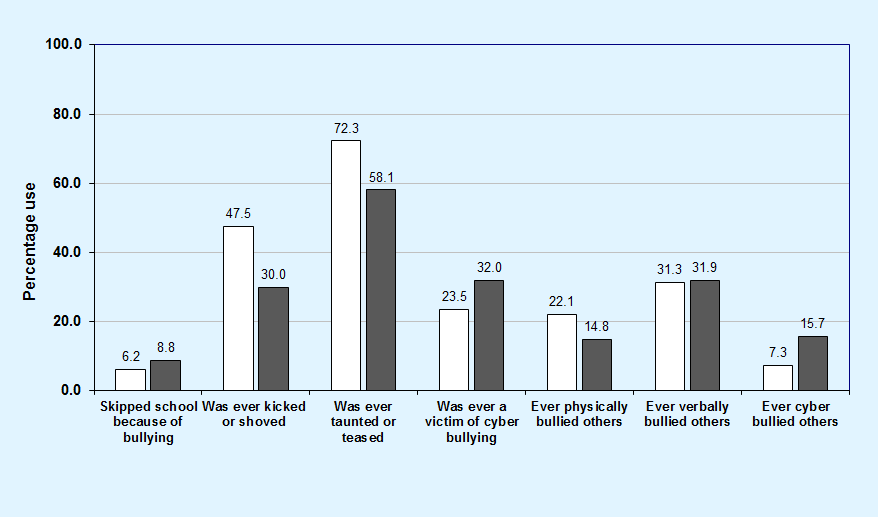 Percentage use
100.0
80.0
60.0
40.0
20.0
0.0
6.2
8.8
47.5
30.0
72.3
58.1
23.5
32.0
22.1
14.8
31.3
31.9
7.3
15.7
Skipped school
because of
bullying
Was ever kicked
or shoved
Was ever
taunted or
teased
Was ever a
victim of cyber
bullying
Ever physically
bullied others
Ever verbally
bullied others
Ever cyber
bullied others